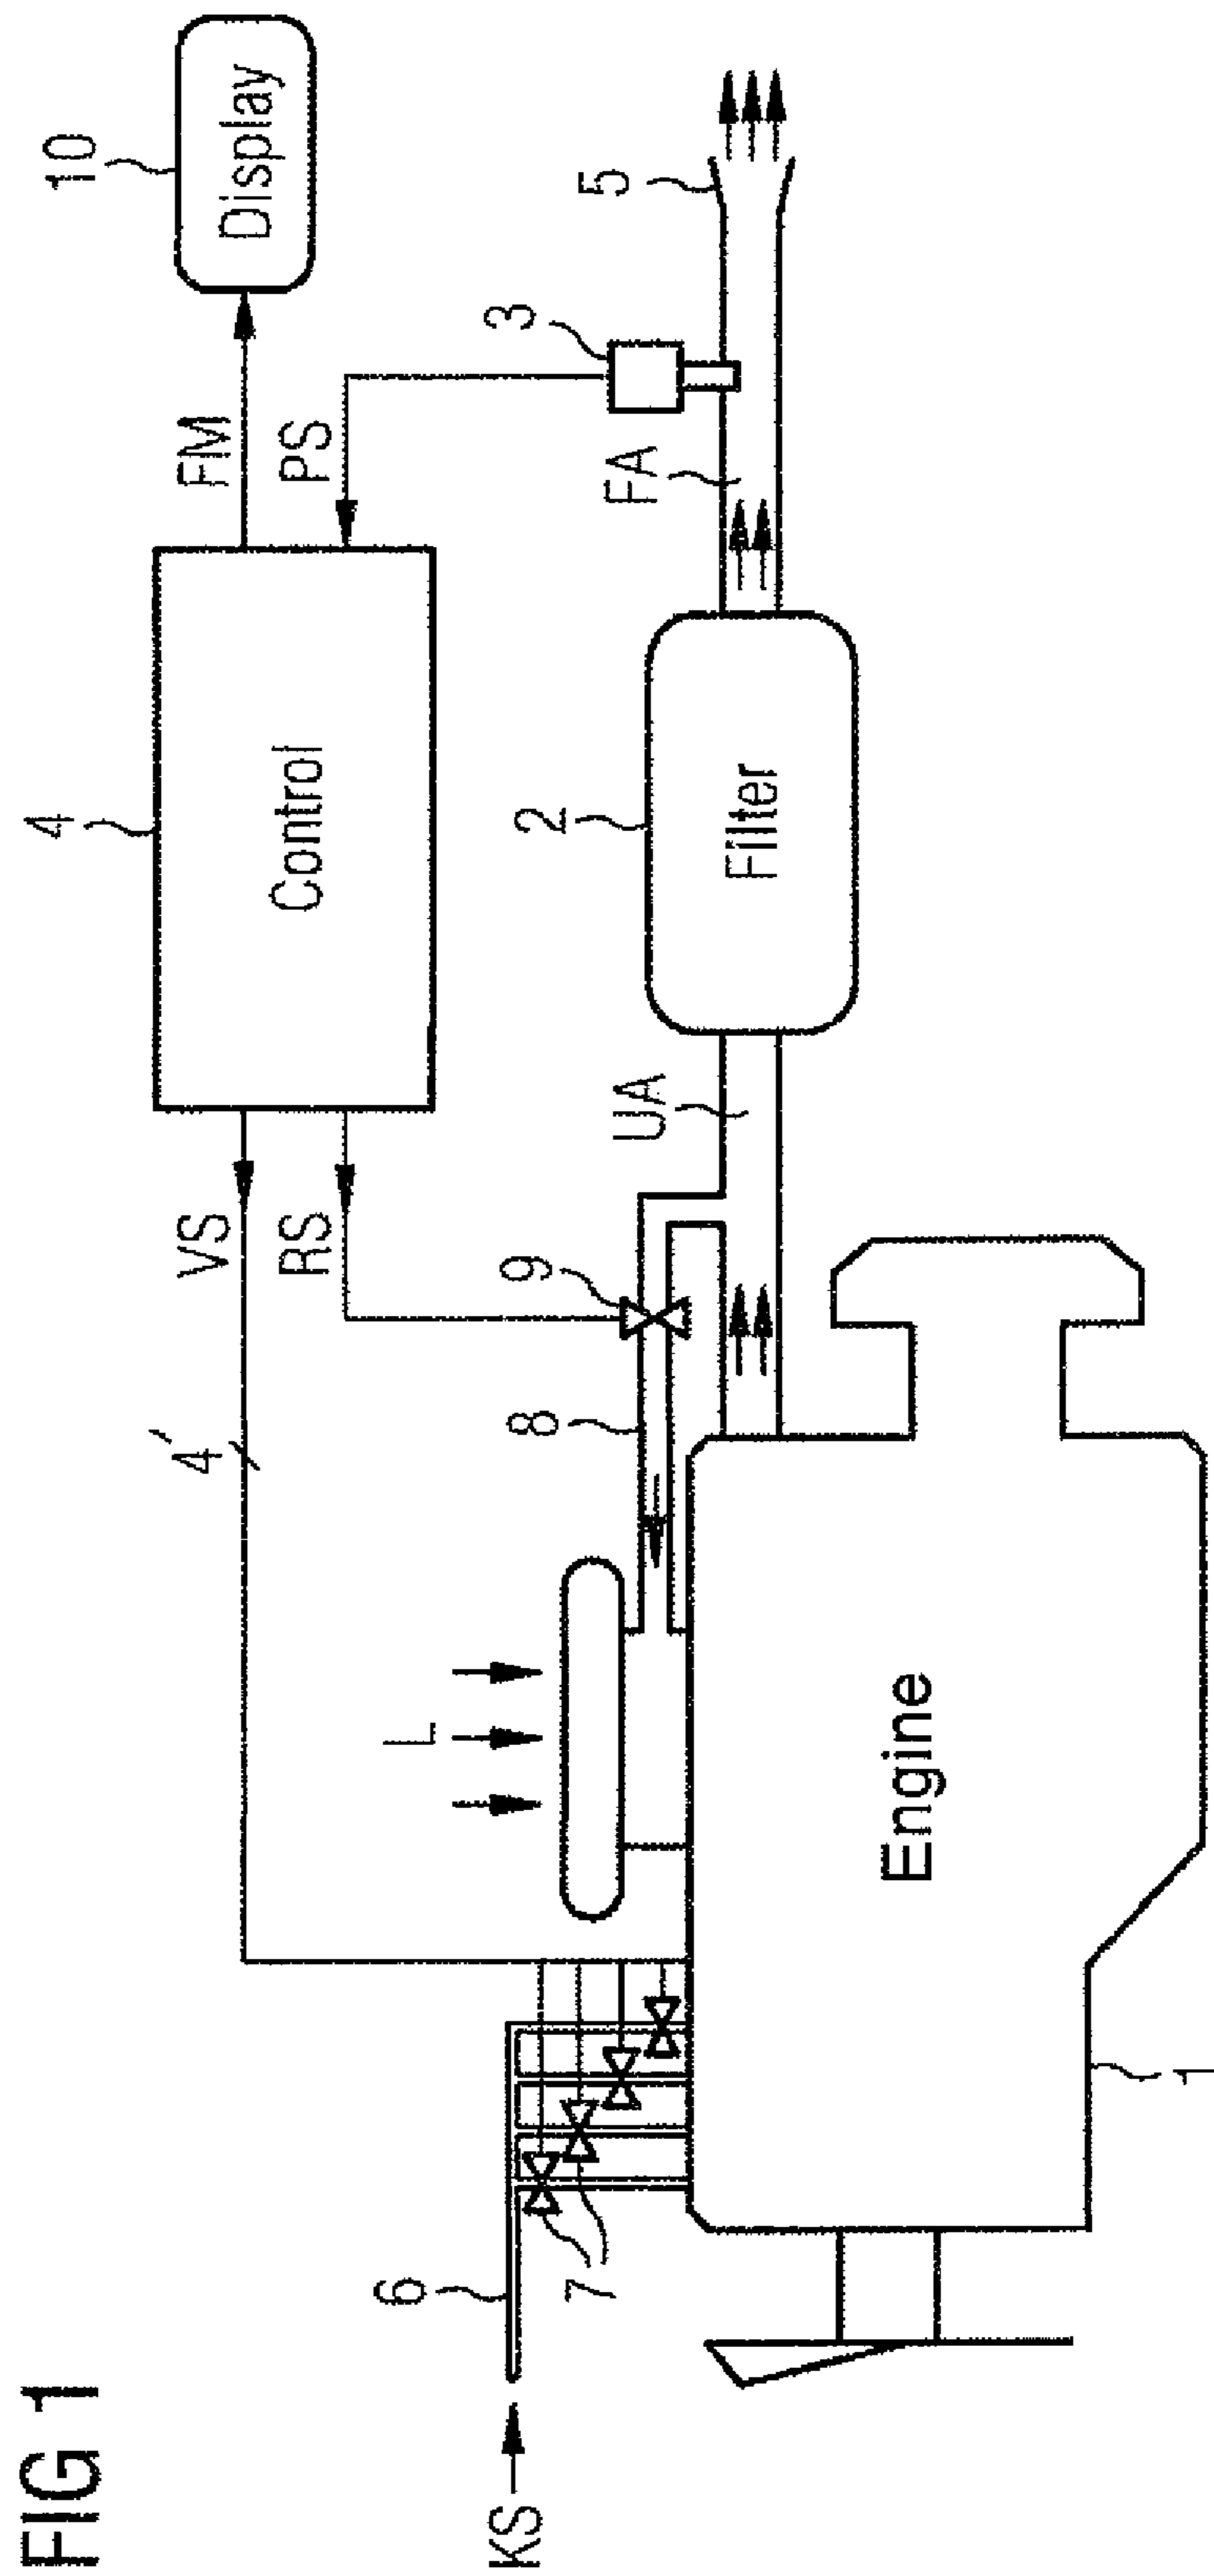 FIG 1
10
Display
4
Control
FM
PS
3
5
VS
RS
4'
FA
2
Filter
UA
9
8
L
KS
6
7
Engine
1